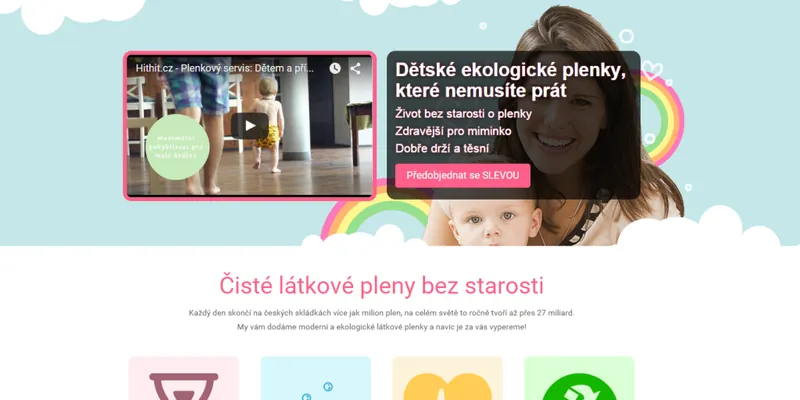 Hithit.cz - Plenkový servis: Dětem a pří...
maximální
pohyblivost pro
vaše krůčky
Dětské ekologické plenky,
které nemusíte prát
Život bez starosti o plenky
Zdravější pro miminko
Dobře drží a těsní
Předobjednat se SLEVOU
Čisté látkové pleny bez starosti
Každý den skončí na českých skládkách více jak milion plen, na celém světě to ročně tvoří až přes 27 miliard.
My vám dodáme moderní a ekologické látkové plenky a navíc je za vás vypereme!